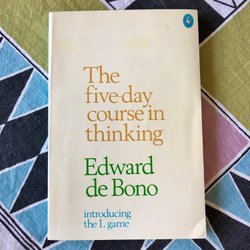 The
five-day
course in
thinking
Edward
de Bono
introducing
the L game